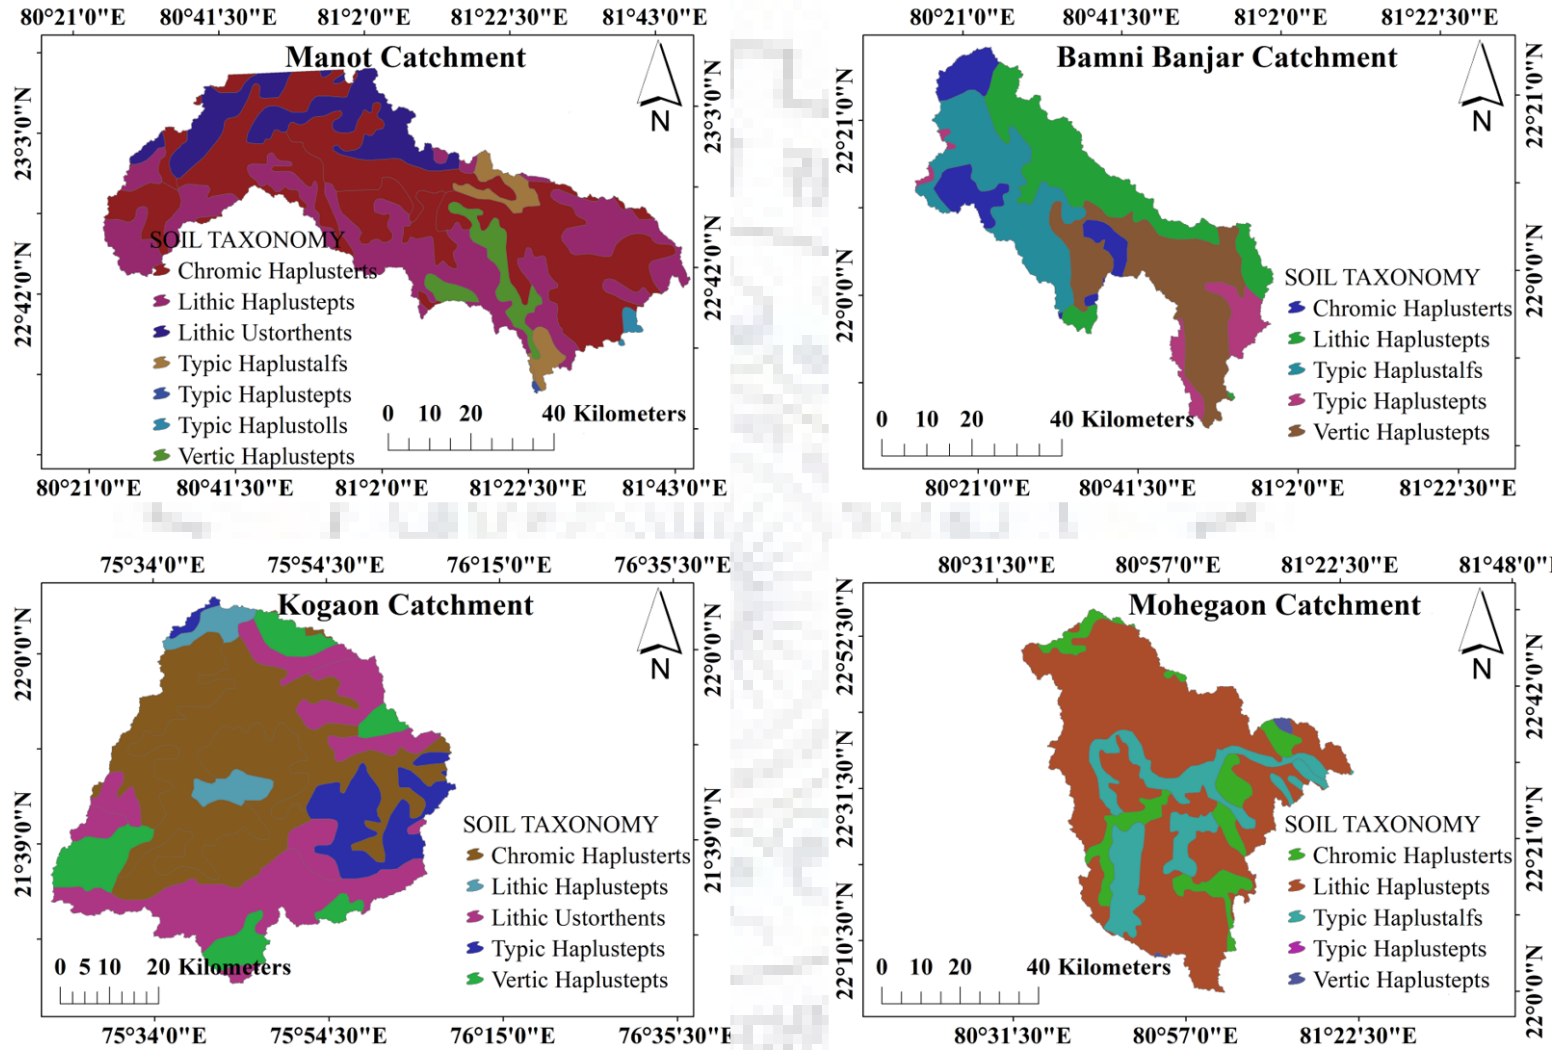 80°21'0"E 80°41'30"E 81°2'0"E 81°22'30"E 81°43'0"E
Manot Catchment
N
23°3'0"N
22°42'0"N
23°3'0"N
22°42'0"N
SOIL TAXONOMY
Chromic Haplusterts
Lithic Haplustepts
Lithic Ustorthents
Typic Haplustalfs
Typic Haplustepts
Typic Haplustolls
Vertic Haplustepts
0 10 20 40 Kilometers
80°21'0"E 80°41'30"E 81°2'0"E 81°22'30"E 81°43'0"E
80°21'0"E 80°41'30"E 81°2'0"E 81°22'30"E
Bamni Banjar Catchment
N
22°21'0"N
22°0'0"N
22°21'0"N
22°0'0"N
SOIL TAXONOMY
Chromic Haplusterts
Lithic Haplustepts
Typic Haplustalfs
Typic Haplustepts
Vertic Haplustepts
0 10 20 40 Kilometers
80°21'0"E 80°41'30"E 81°2'0"E 81°22'30"E
75°34'0"E 75°54'30"E 76°15'0"E 76°35'30"E
Kogaon Catchment
N
22°0'0"N
21°39'0"N
22°0'0"N
21°39'0"N
SOIL TAXONOMY
Chromic Haplusterts
Lithic Haplustepts
Lithic Ustorthents
Typic Haplustepts
Vertic Haplustepts
0 5 10 20 Kilometers
75°34'0"E 75°54'30"E 76°15'0"E 76°35'30"E
80°31'30"E 80°57'0"E 81°22'30"E 81°48'0"E
Mohegaon Catchment
N
22°52'30"N
22°31'30"N
22°10'30"N
22°42'0"N
22°21'0"N
22°0'0"N
SOIL TAXONOMY
Chromic Haplusterts
Lithic Haplustepts
Typic Haplustalfs
Typic Haplustepts
Vertic Haplustepts
0 10 20 40 Kilometers
80°31'30"E 80°57'0"E 81°22'30"E